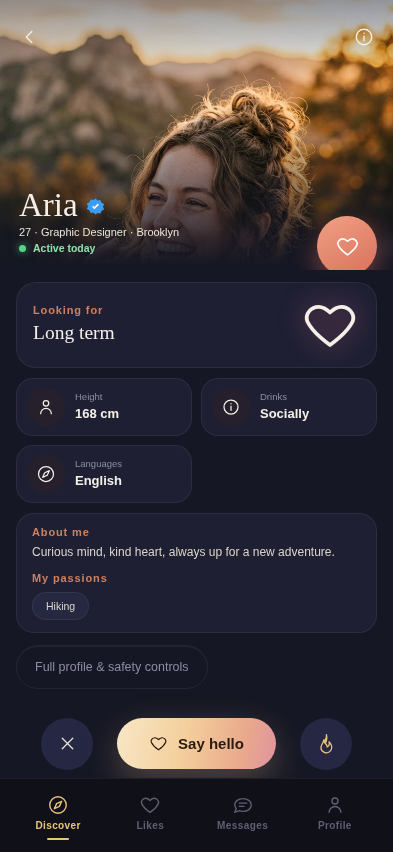 Aria
27 · Graphic Designer · Brooklyn
Active today
Looking for
Long term
Height
168 cm
Drinks
Socially
Languages
English
About me
Curious mind, kind heart, always up for a new adventure.
My passions
Hiking
Full profile & safety controls
Say hello
Discover
Likes
Messages
Profile